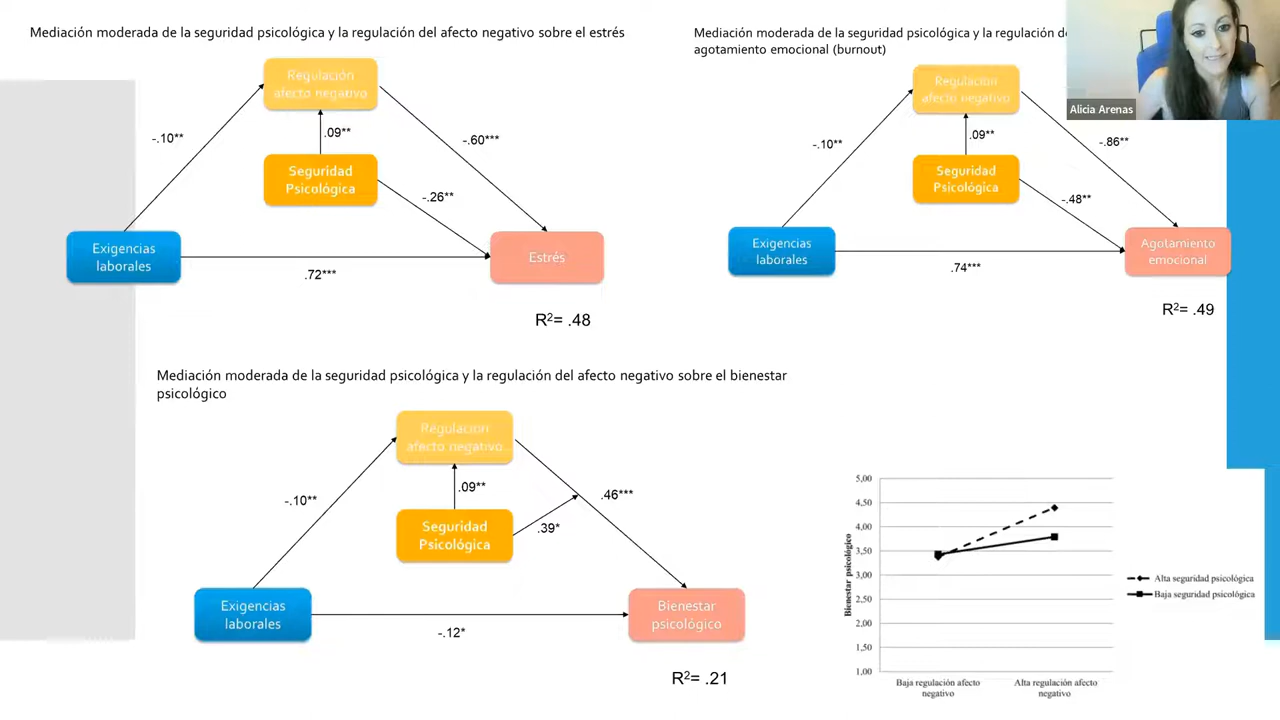 Mediación moderada de la seguridad psicológica y la regulación del afecto negativo sobre el estrés
Regulación
afecto negativo
-.10**
.09**
-.60***
Seguridad
Psicológica
-.26**
Exigencias
laborales
Estrés
.72***
R²= .48
Mediación moderada de la seguridad psicológica y la regulación
agotamiento emocional (burnout)
Alicia Arenas
Regulación
afecto negativo
-.10**
.09**
-.86***
Seguridad
Psicológica
-.48**
Exigencias
laborales
Agotamiento
emocional
.74***
R²= .49
Mediación moderada de la seguridad psicológica y la regulación del afecto negativo sobre el bienestar
psicológico
Regulación
afecto negativo
-.10**
.09**
.46***
Seguridad
Psicológica
.39*
Exigencias
laborales
Bienestar
psicológico
-.12*
R²= .21
Bienestar psicológico
5,00
4,50
4,00
3,50
3,00
2,50
2,00
1,50
1,00
Baja regulación afecto
negativo
Alta regulación afecto
negativo
Alta seguridad psicológica
Baja seguridad psicológica